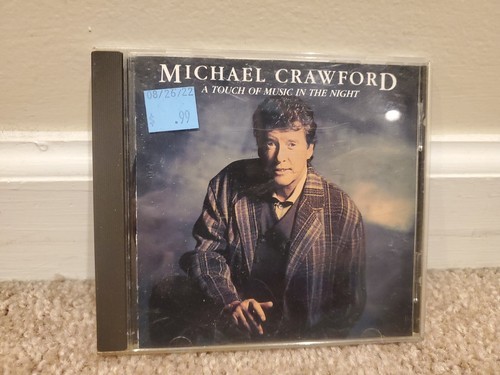 MICHAEL CRAWFORD
A TOUCH OF MUSIC IN THE NIGHT
08/26/22
$ .99